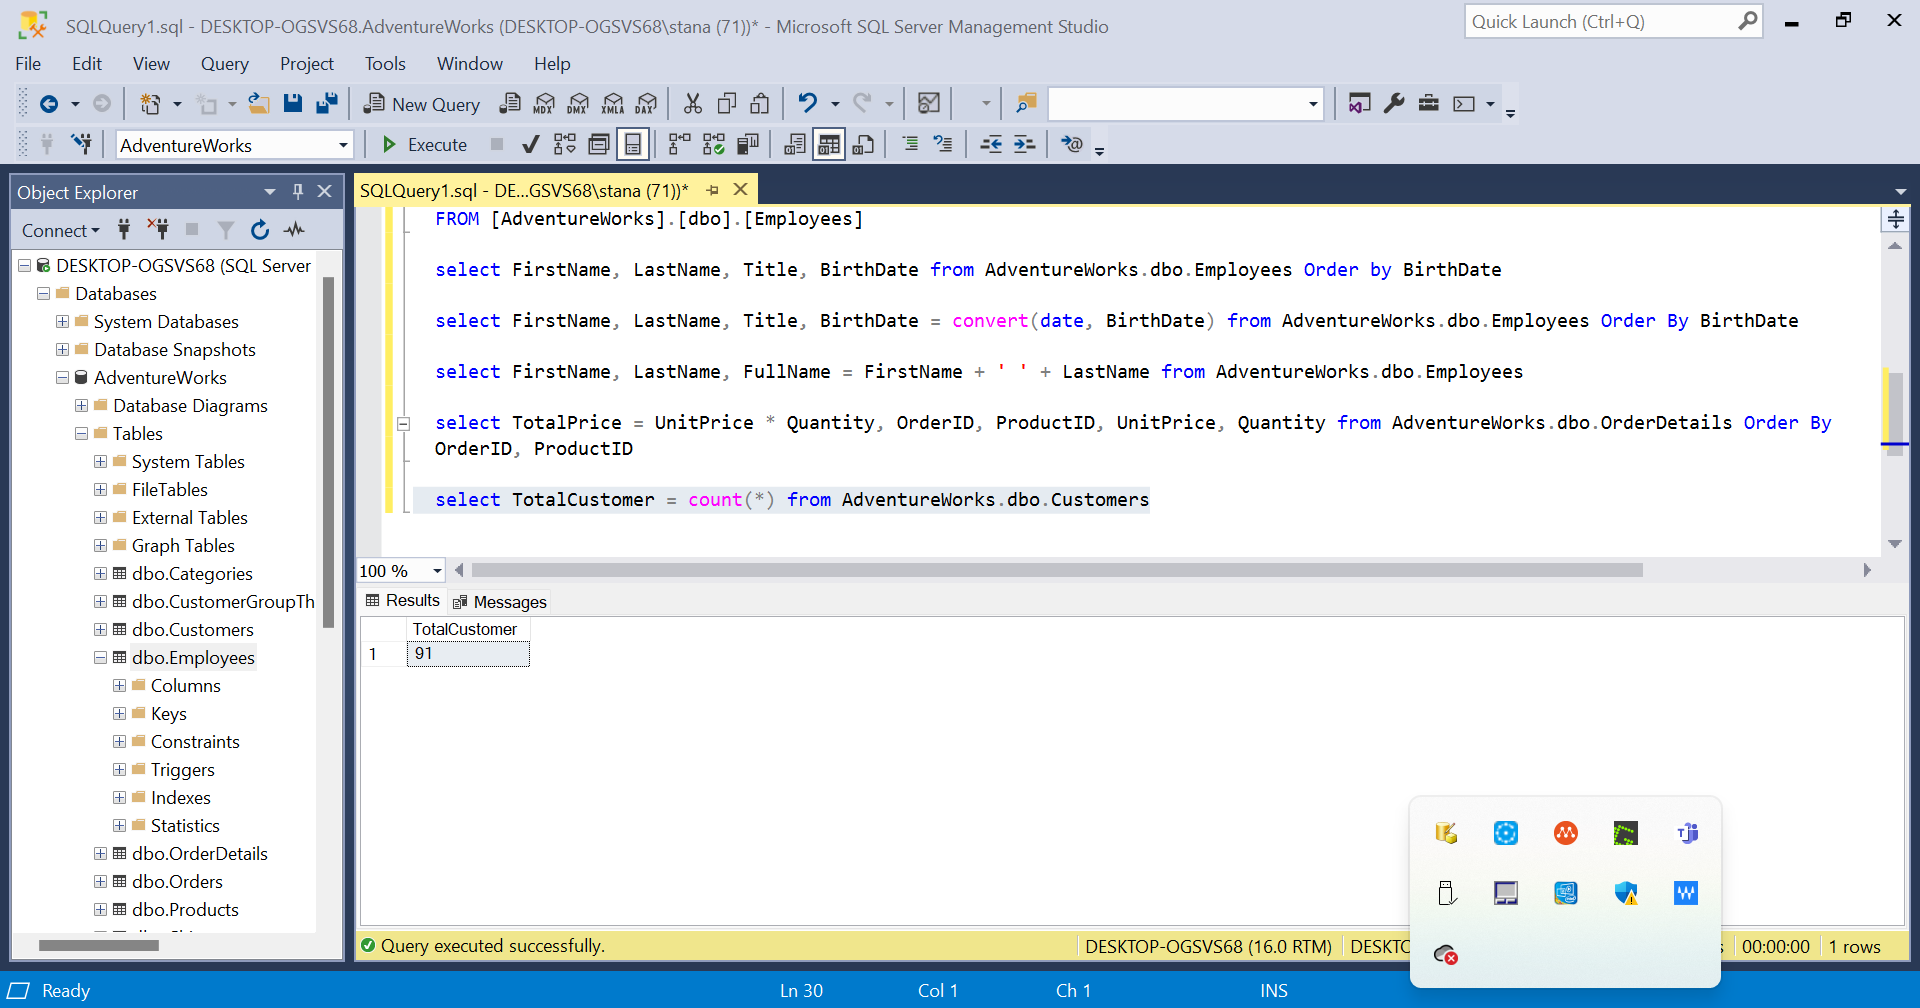 SQLQuery1.sql - DESKTOP-OGSVS68.AdventureWorks (DESKTOP-OGSVS68\stana (71))* - Microsoft SQL Server Management Studio
Quick Launch (Ctrl+Q)
File Edit View Query Project Tools Window Help
New Query MDX DMX XMLA DAX
AdventureWorks Execute
Object Explorer
Connect
DESKTOP-OGSVS68 (SQL Server
Databases
System Databases
Database Snapshots
AdventureWorks
Database Diagrams
Tables
System Tables
FileTables
External Tables
Graph Tables
dbo.Categories
dbo.CustomerGroupTh
dbo.Customers
dbo.Employees
Columns
Keys
Constraints
Triggers
Indexes
Statistics
dbo.OrderDetails
dbo.Orders
dbo.Products
SQLQuery1.sql - DE...GSVS68\stana (71))*
FROM [AdventureWorks].[dbo].[Employees]
select FirstName, LastName, Title, BirthDate from AdventureWorks.dbo.Employees Order by BirthDate
select FirstName, LastName, Title, BirthDate = convert(date, BirthDate) from AdventureWorks.dbo.Employees Order By BirthDate
select FirstName, LastName, FullName = FirstName + ' ' + LastName from AdventureWorks.dbo.Employees
select TotalPrice = UnitPrice * Quantity, OrderID, ProductID, UnitPrice, Quantity from AdventureWorks.dbo.OrderDetails Order By
OrderID, ProductID
select TotalCustomer = count(*) from AdventureWorks.dbo.Customers
100 %
Results Messages
TotalCustomer
1 91
Query executed successfully. DESKTOP-OGSVS68 (16.0 RTM) DESKTO 00:00:00 1 rows
Ready Ln 30 Col 1 Ch 1 INS